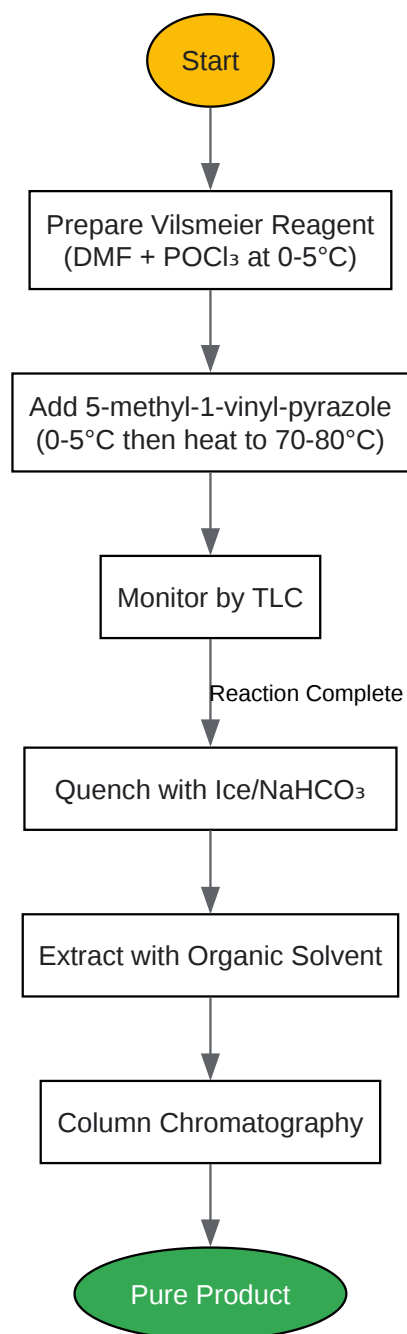 Start
Prepare Vilsmeier Reagent
(DMF + POCl₃ at 0-5°C)
Add 5-methyl-1-vinyl-pyrazole
(0-5°C then heat to 70-80°C)
Monitor by TLC
Reaction Complete
Quench with Ice/NaHCO₃
Extract with Organic Solvent
Column Chromatography
Pure Product